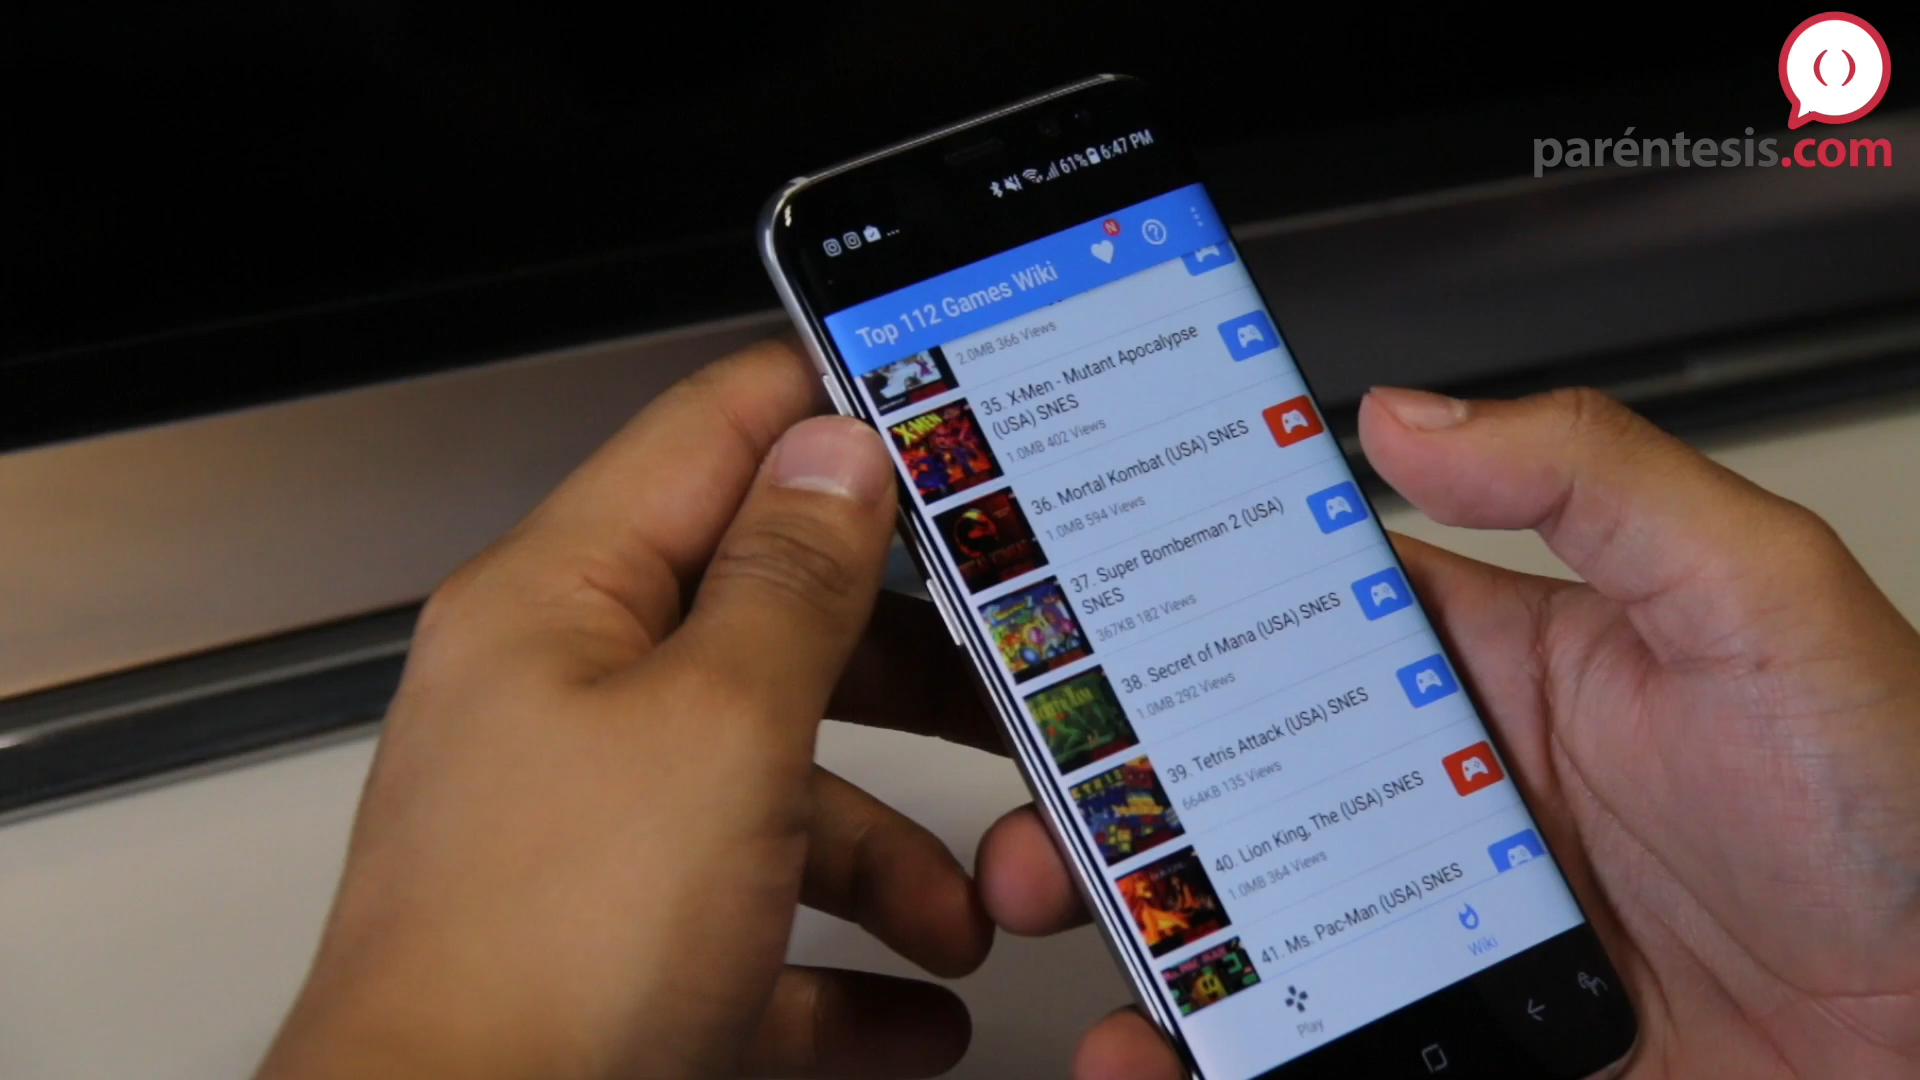 ( )
paréntesis.com
61% 6:47 PM
N
Top 112 Games Wiki
2.0MB 366 Views
35. X-Men - Mutant Apocalypse
(USA) SNES
1.0MB 402 Views
X-MEN
36. Mortal Kombat (USA) SNES
1.0MB 594 Views
37. Super Bomberman 2 (USA)
SNES
367KB 182 Views
38. Secret of Mana (USA) SNES
1.0MB 292 Views
39. Tetris Attack (USA) SNES
664KB 135 Views
40. Lion King, The (USA) SNES
1.0MB 364 Views
41. Ms. Pac-Man (USA) SNES
Play
Wiki